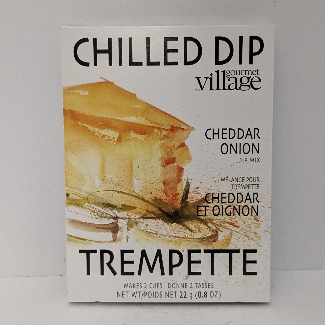 CHILLED DIP
gourmet
village
CHEDDAR
ONION
DIP MIX
MÉLANGE POUR
TREMPETTE
CHEDDAR
ET OIGNON
TREMPETTE
MAKES 2 CUPS DONNE 2 TASSES
NET WT/POIDS NET 22 g (0.8 OZ)